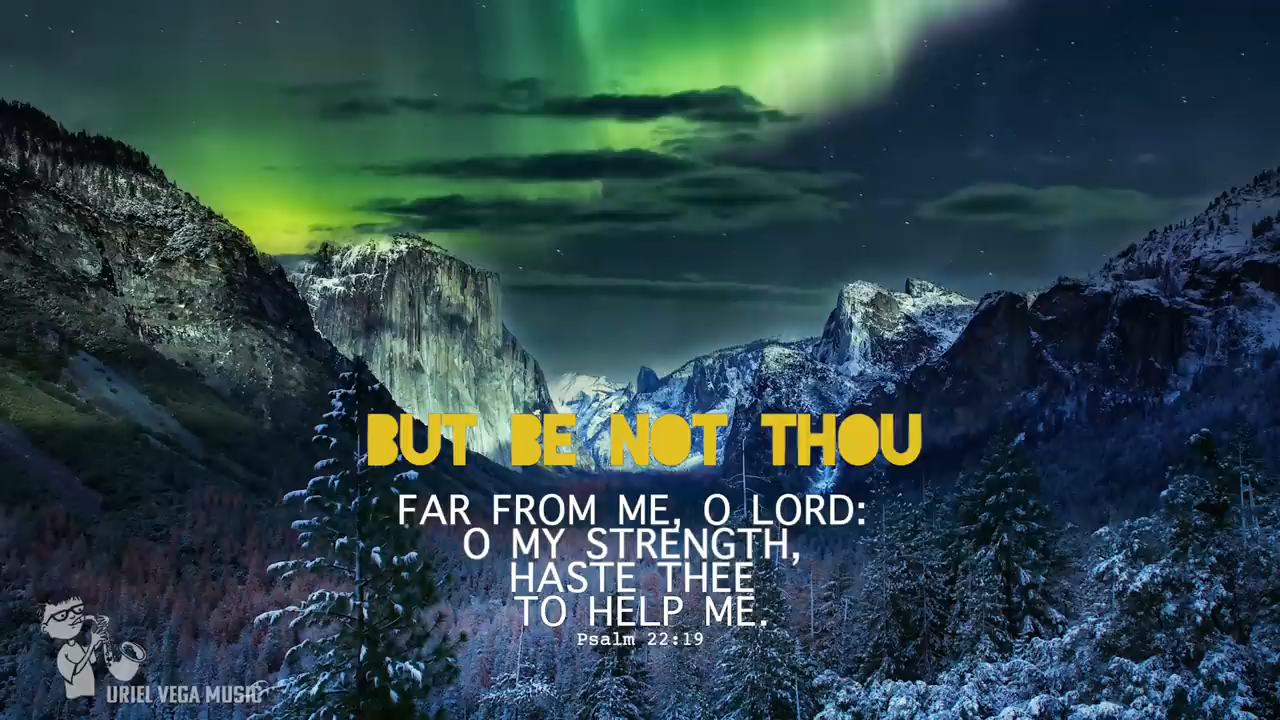 BUT BE NOT THOU
FAR FROM ME, O LORD:
O MY STRENGTH,
HASTE THEE
TO HELP ME.
Psalm 22:19
URIEL VEGA MUSIC